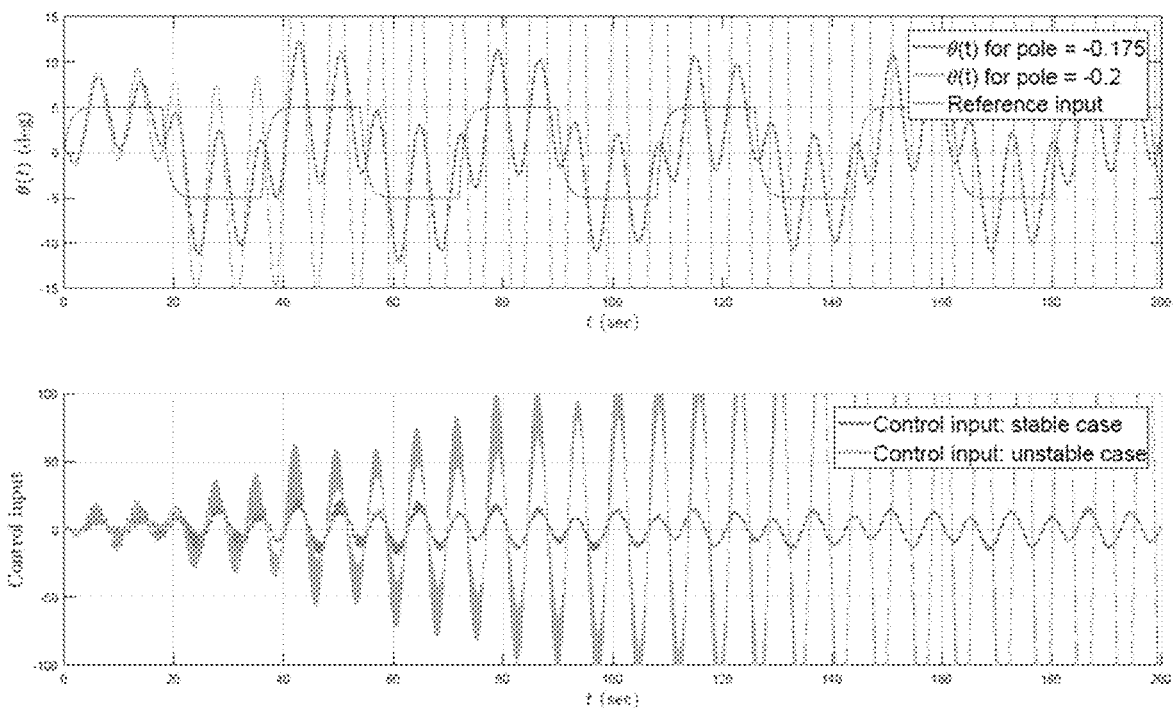 15
10
5
0
-5
-10
-15
θ(t) (deg)
θ(t) for pole = -0.175
θ(t) for pole = -0.2
Reference input
0 20 40 60 80 100 120 140 160 180 200
t (sec)
100
50
0
-50
-100
Control input
Control input: stable case
Control input: unstable case
0 20 40 60 80 100 120 140 160 180 200
t (sec)